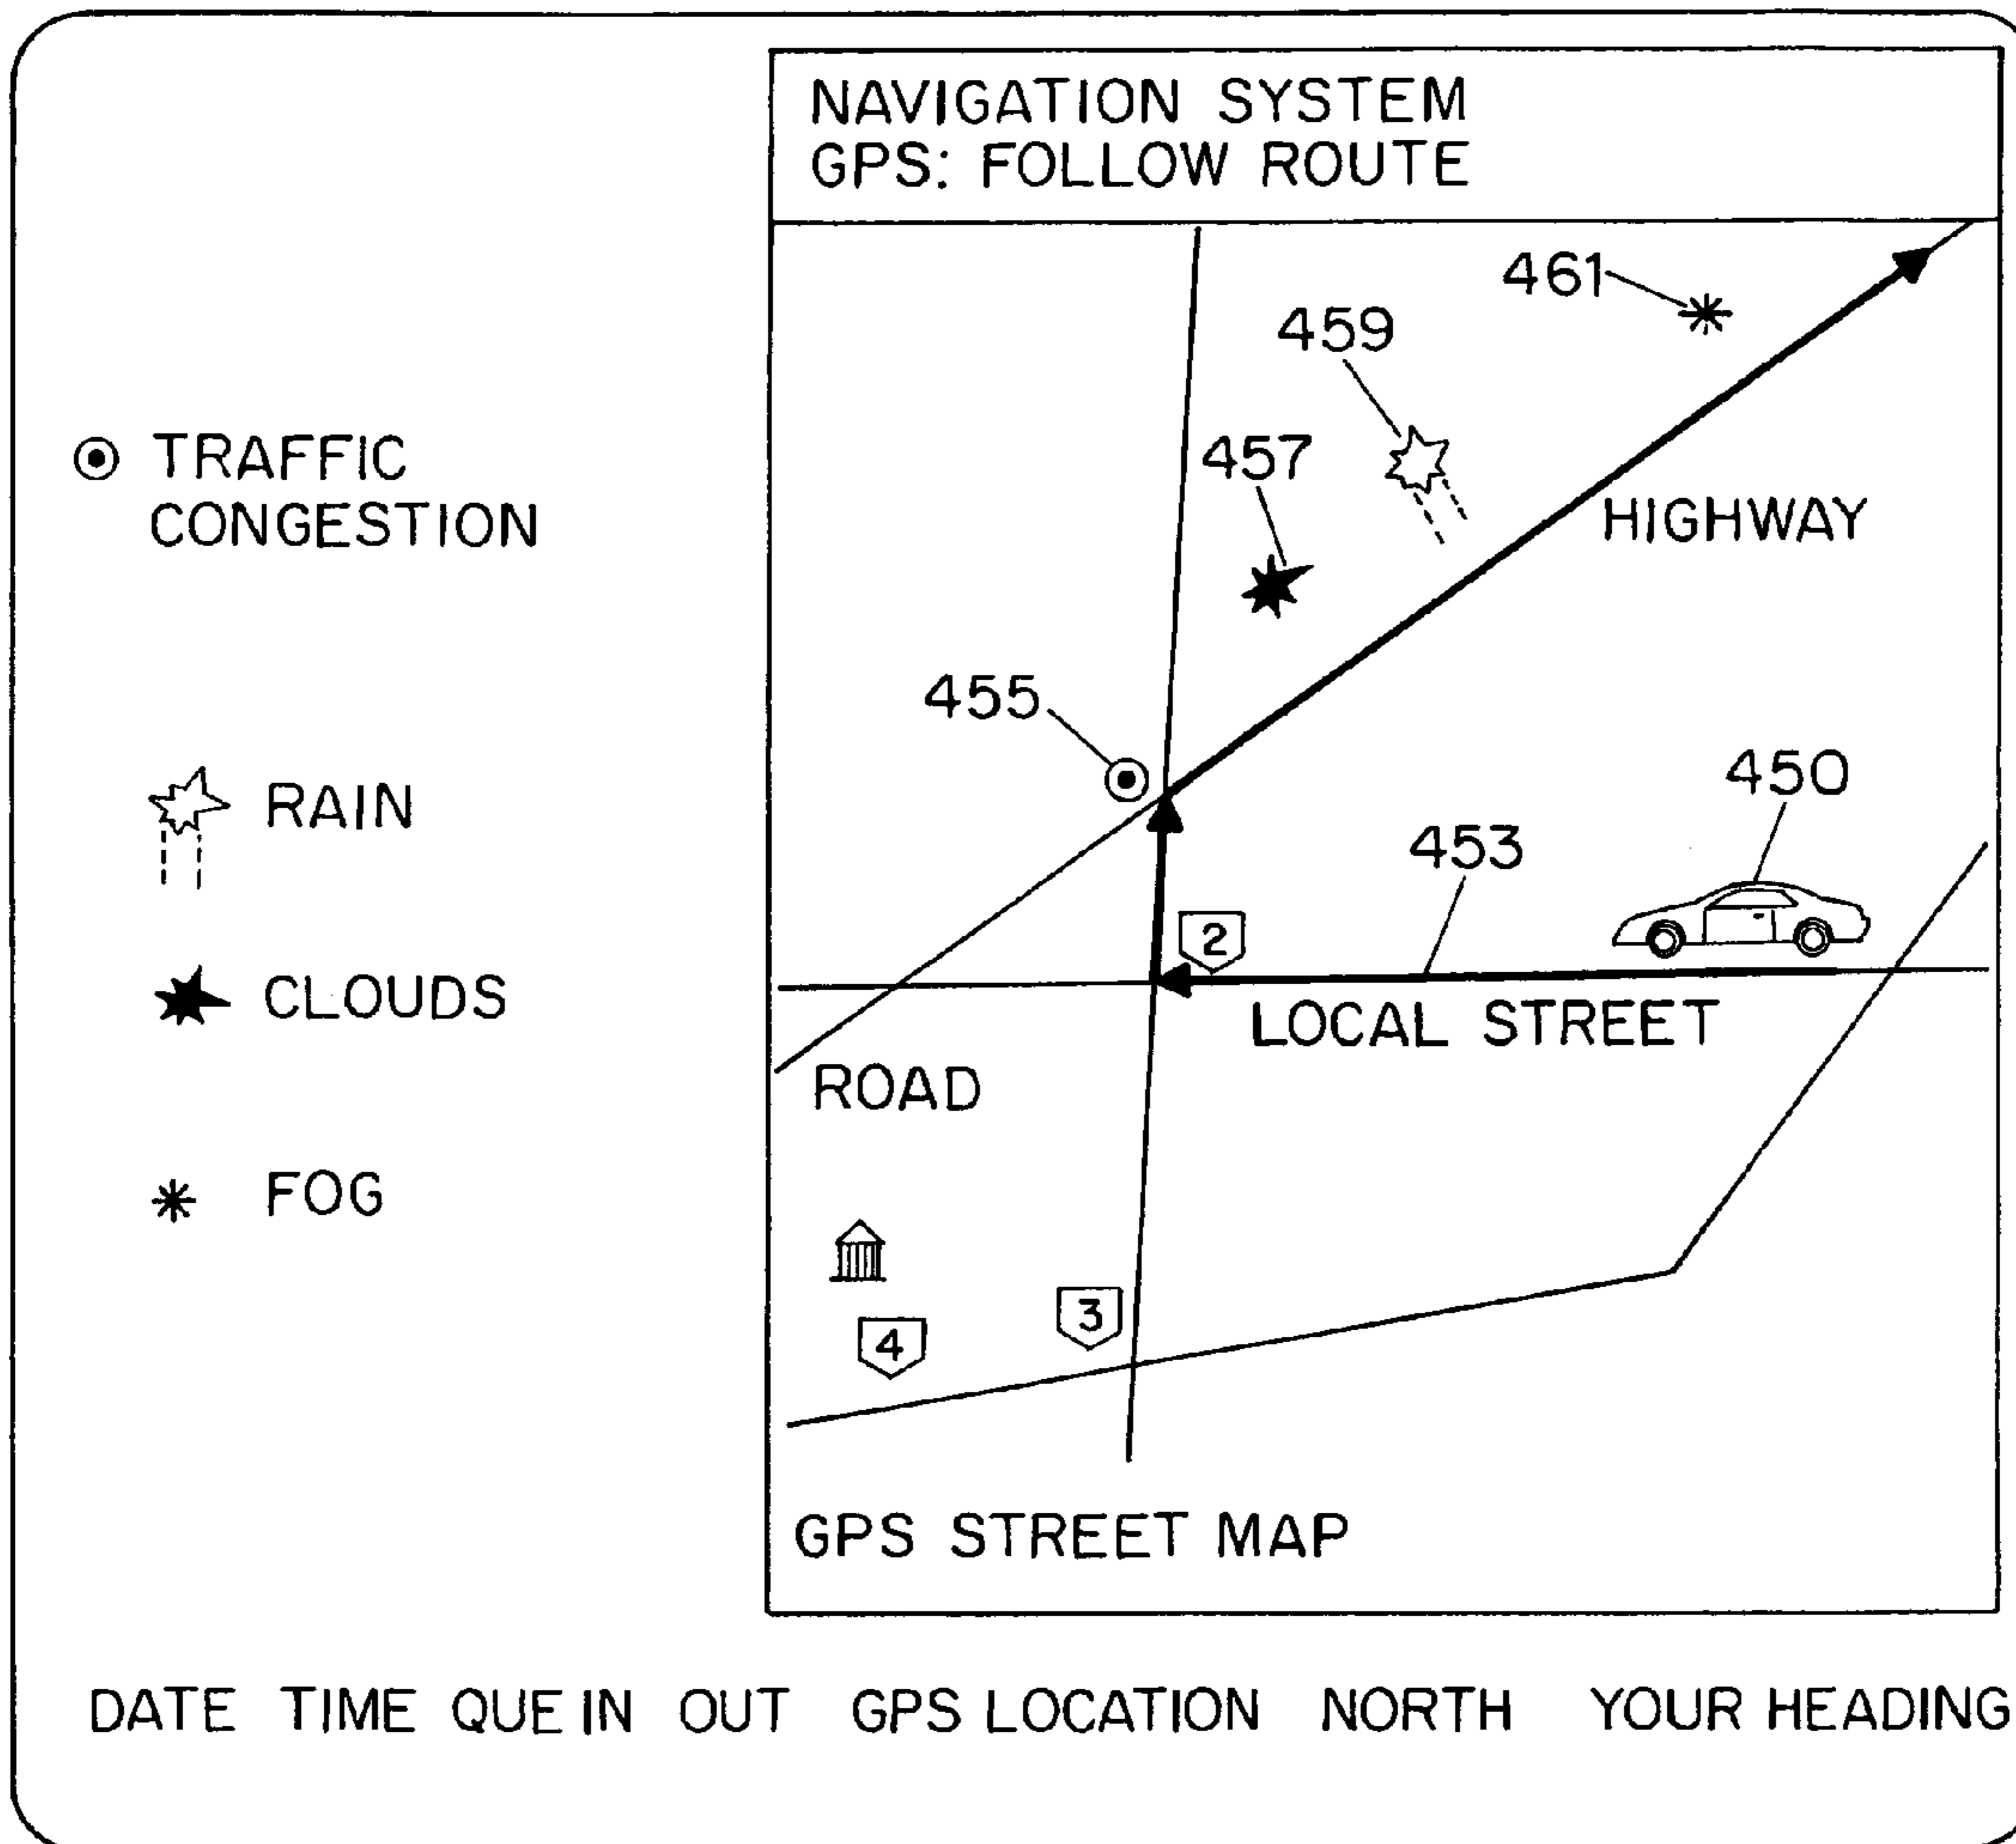 NAVIGATION SYSTEM
GPS: FOLLOW ROUTE
461
459
457
TRAFFIC
CONGESTION
HIGHWAY
455
450
RAIN
453
2
CLOUDS
LOCAL STREET
ROAD
FOG
3
4
GPS STREET MAP
DATE TIME QUE IN OUT GPS LOCATION NORTH YOUR HEADING